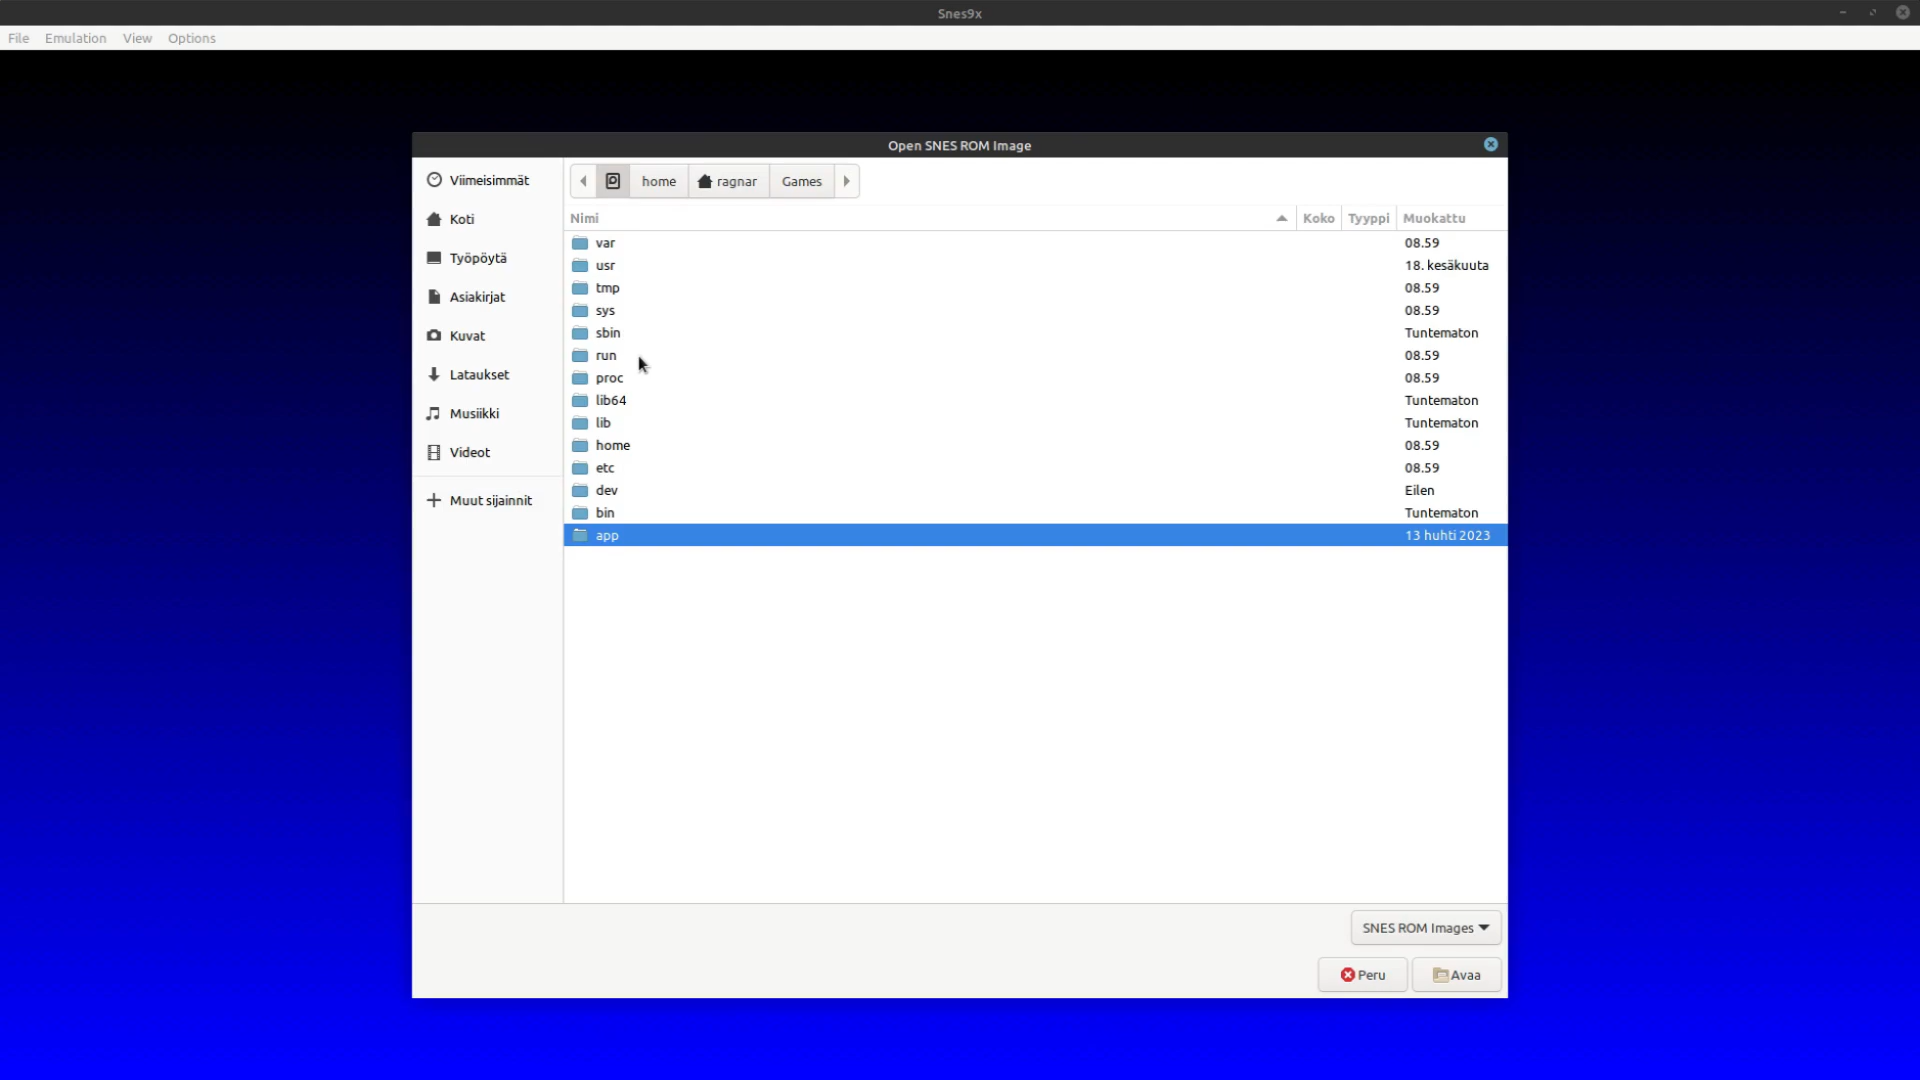 Snes9x
File Emulation View Options
Open SNES ROM Image
Viimeisimmät
Koti
Työpöytä
Asiakirjat
Kuvat
Lataukset
Musiikki
Videot
Muut sijainnit
home ragnar Games
Nimi Koko Tyyppi Muokattu
var 08.59
usr 18. kesäkuuta
tmp 08.59
sys 08.59
sbin Tuntematon
run 08.59
proc 08.59
lib64 Tuntematon
lib Tuntematon
home 08.59
etc 08.59
dev Eilen
bin Tuntematon
app 13 huhti 2023
SNES ROM Images
Peru Avaa